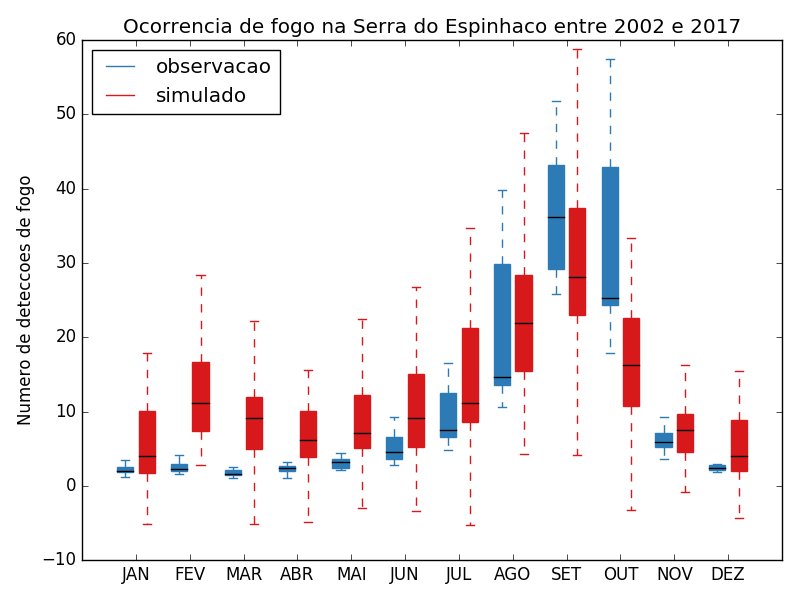 Ocorrencia de fogo na Serra do Espinhaco entre 2002 e 2017
observacao
simulado
Numero de deteccoes de fogo
60
50
40
30
20
10
0
−10
JAN FEV MAR ABR MAI JUN JUL AGO SET OUT NOV DEZ